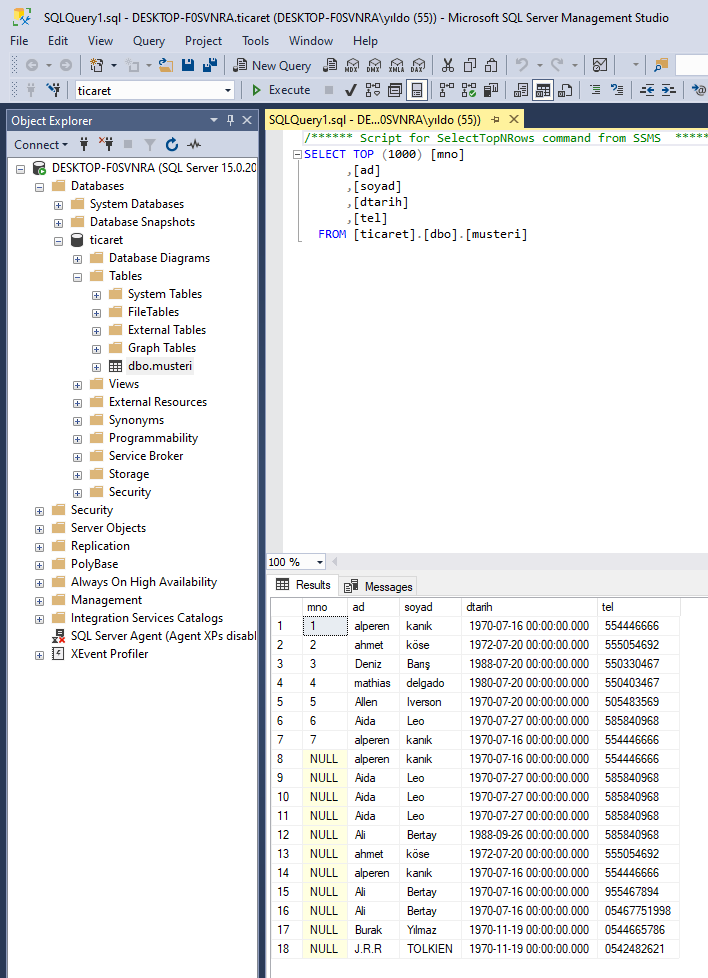 SQLQuery1.sql - DESKTOP-F0SVNRA.ticaret (DESKTOP-F0SVNRA\yıldo (55)) - Microsoft SQL Server Management Studio
File Edit View Query Project Tools Window Help
New Query MDX DMX XMLA DAX
ticaret Execute
Object Explorer
Connect
DESKTOP-F0SVNRA (SQL Server 15.0.20
Databases
System Databases
Database Snapshots
ticaret
Database Diagrams
Tables
System Tables
FileTables
External Tables
Graph Tables
dbo.musteri
Views
External Resources
Synonyms
Programmability
Service Broker
Storage
Security
Security
Server Objects
Replication
PolyBase
Always On High Availability
Management
Integration Services Catalogs
SQL Server Agent (Agent XPs disabl
XEvent Profiler
SQLQuery1.sql - DE...0SVNRA\yıldo (55))
/****** Script for SelectTopNRows command from SSMS *****
SELECT TOP (1000) [mno]
,[ad]
,[soyad]
,[dtarih]
,[tel]
FROM [ticaret].[dbo].[musteri]
100 %
Results Messages
mno ad soyad dtarih tel
1 1 alperen kanık 1970-07-16 00:00:00.000 554446666
2 2 ahmet köse 1972-07-20 00:00:00.000 555054692
3 3 Deniz Barış 1988-07-20 00:00:00.000 550330467
4 4 mathias delgado 1980-07-20 00:00:00.000 550403467
5 5 Allen Iverson 1970-07-20 00:00:00.000 505483569
6 6 Aida Leo 1970-07-27 00:00:00.000 585840968
7 7 alperen kanık 1970-07-16 00:00:00.000 554446666
8 NULL alperen kanık 1970-07-16 00:00:00.000 554446666
9 NULL Aida Leo 1970-07-27 00:00:00.000 585840968
10 NULL Aida Leo 1970-07-27 00:00:00.000 585840968
11 NULL Aida Leo 1970-07-27 00:00:00.000 585840968
12 NULL Ali Bertay 1988-09-26 00:00:00.000 585840968
13 NULL ahmet köse 1972-07-20 00:00:00.000 555054692
14 NULL alperen kanık 1970-07-16 00:00:00.000 554446666
15 NULL Ali Bertay 1970-07-16 00:00:00.000 955467894
16 NULL Ali Bertay 1970-07-16 00:00:00.000 05467751998
17 NULL Burak Yılmaz 1970-11-19 00:00:00.000 0544665786
18 NULL J.R.R TOLKIEN 1970-11-19 00:00:00.000 0542482621